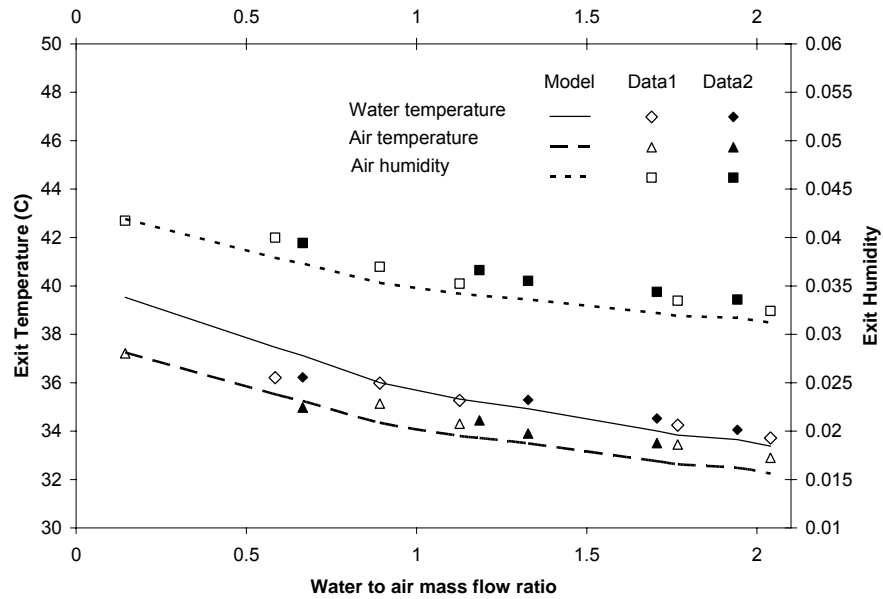 0 0.5 1 1.5 2
50 0.06
48 0.055
46 0.05
44 0.045
42 0.04
40 0.035
38 0.03
36 0.025
34 0.02
32 0.015
30 0.01
Exit Temperature (C)
Exit Humidity
Model Data1 Data2
Water temperature
Air temperature
Air humidity
0 0.5 1 1.5 2
Water to air mass flow ratio